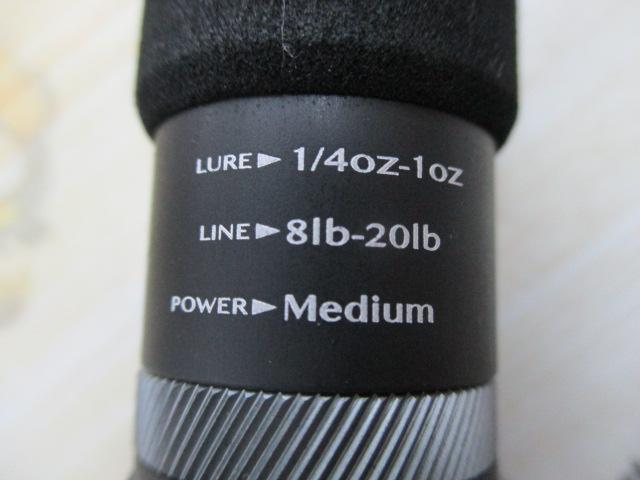 LURE▶ 1/4oz-1oz
LINE▶ 8lb-20lb
POWER▶ Medium